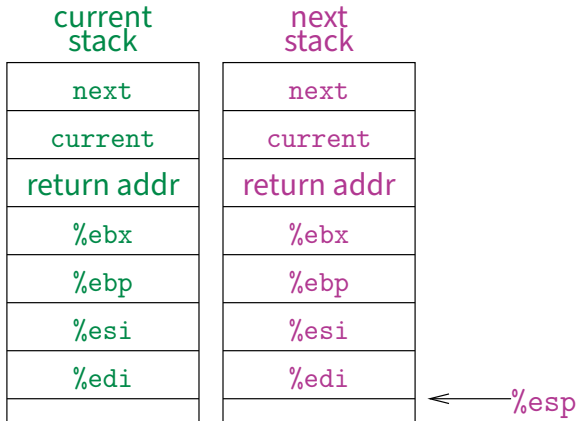 current
stack
next
stack
next
next
current
current
return addr
return addr
%ebx
%ebx
%ebp
%ebp
%esi
%esi
%edi
%edi
%esp